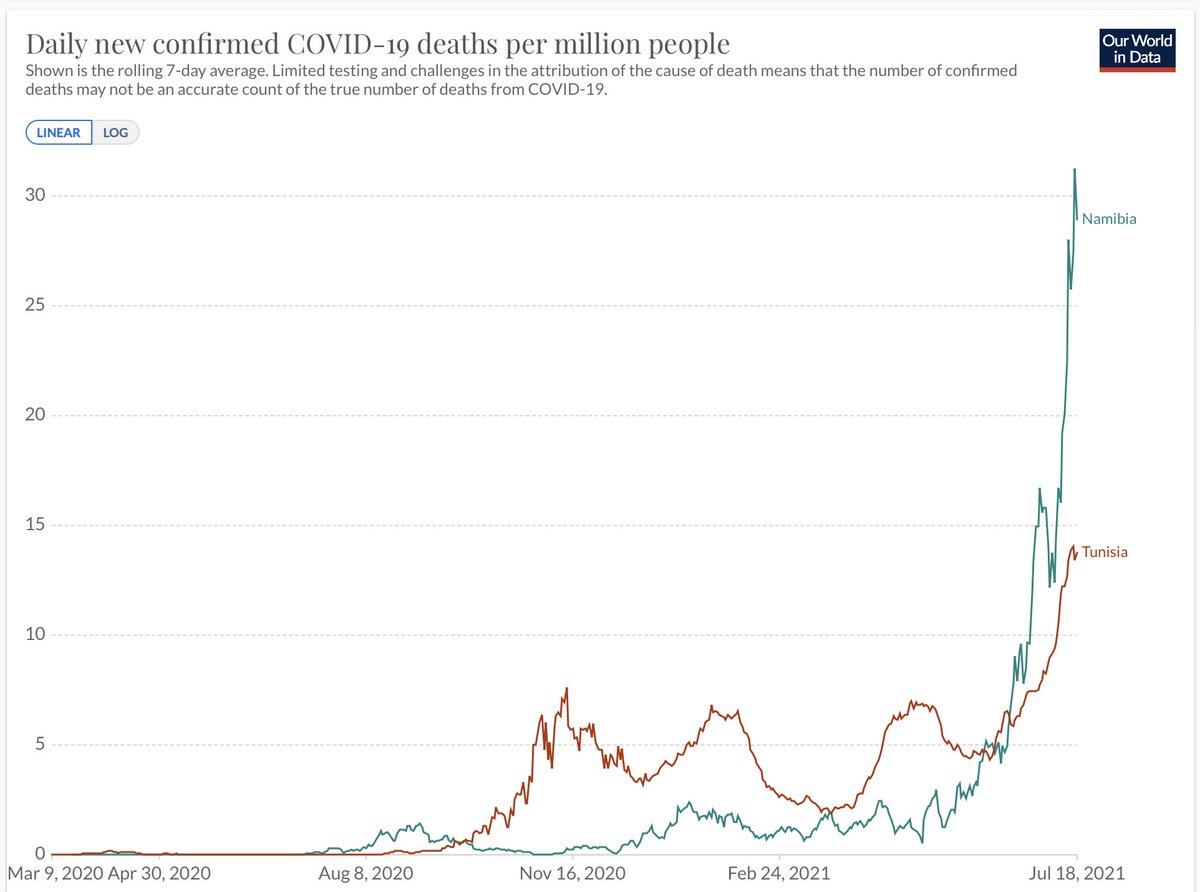 Daily new confirmed COVID-19 deaths per million people
Our World
in Data
Shown is the rolling 7-day average. Limited testing and challenges in the attribution of the cause of death means that the number of confirmed
deaths may not be an accurate count of the true number of deaths from COVID-19.
LINEAR LOG
30
Namibia
25
20
15
Tunisia
10
5
0
Mar 9, 2020 Apr 30, 2020 Aug 8, 2020 Nov 16, 2020 Feb 24, 2021 Jul 18, 2021